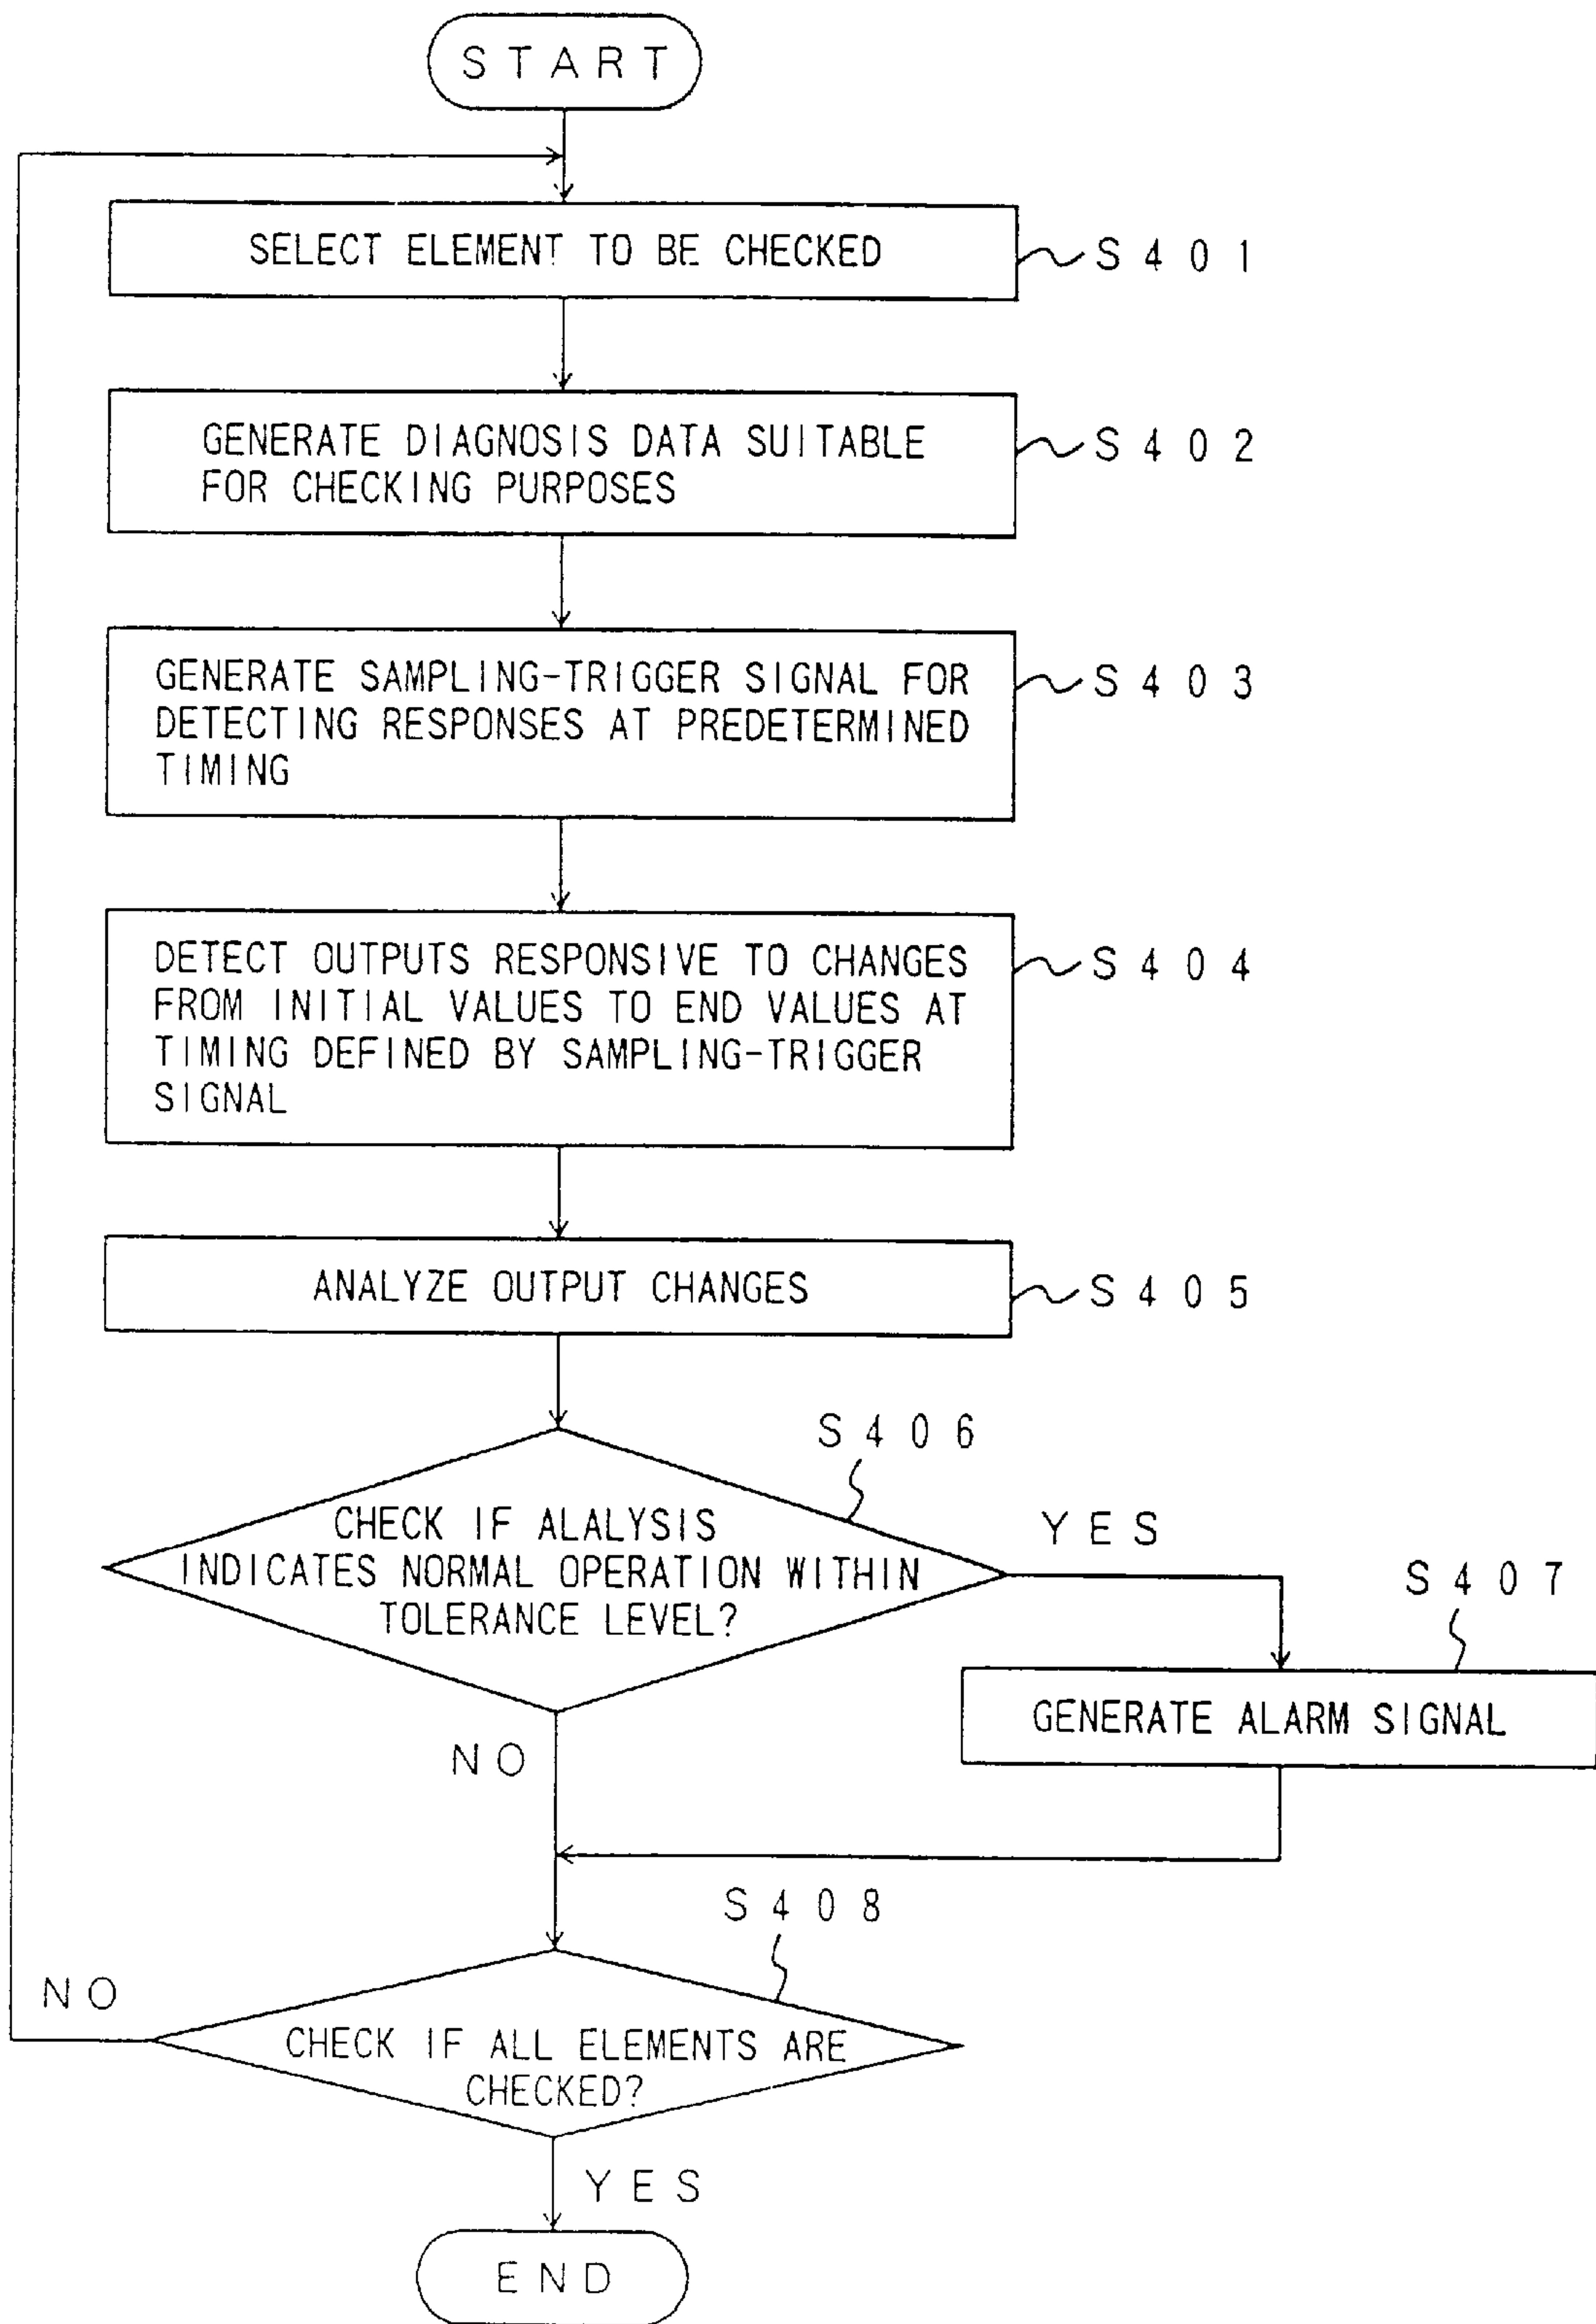 START
SELECT ELEMENT TO BE CHECKED
S401
GENERATE DIAGNOSIS DATA SUITABLE
FOR CHECKING PURPOSES
S402
GENERATE SAMPLING-TRIGGER SIGNAL FOR
DETECTING RESPONSES AT PREDETERMINED
TIMING
S403
DETECT OUTPUTS RESPONSIVE TO CHANGES
FROM INITIAL VALUES TO END VALUES AT
TIMING DEFINED BY SAMPLING-TRIGGER
SIGNAL
S404
ANALYZE OUTPUT CHANGES
S405
S406
CHECK IF ALALYSIS
INDICATES NORMAL OPERATION WITHIN
TOLERANCE LEVEL?
YES
S407
GENERATE ALARM SIGNAL
NO
S408
NO
CHECK IF ALL ELEMENTS ARE
CHECKED?
YES
END